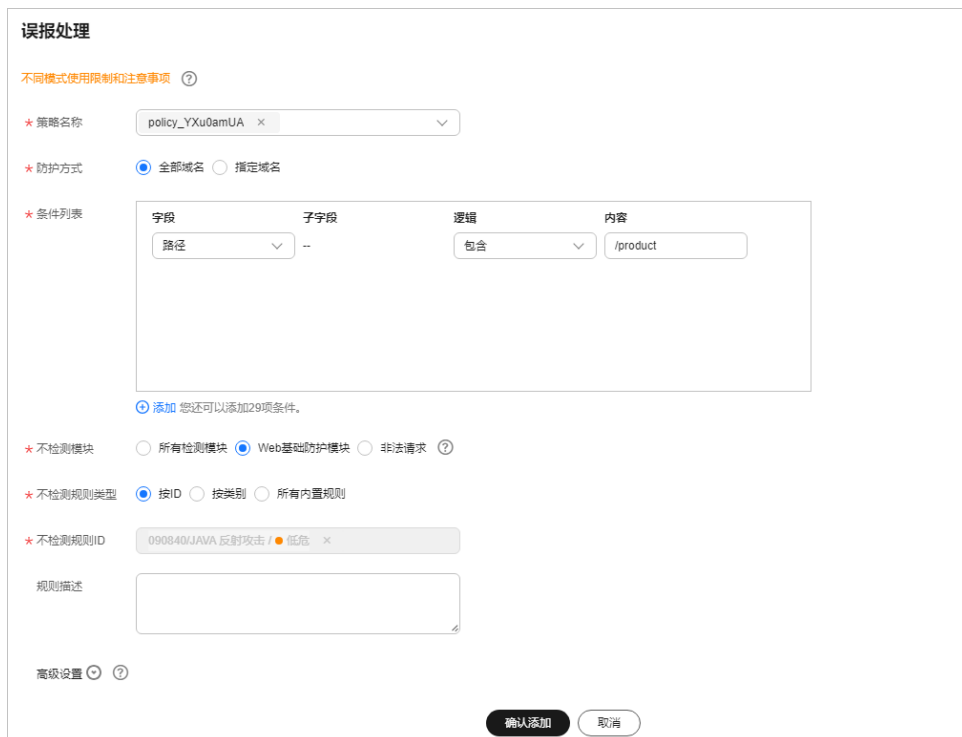 误报处理
不同模式使用限制和注意事项 ?
* 策略名称 policy_YXu0amUA ×
* 防护方式 全部域名 指定域名
* 条件列表 字段 子字段 逻辑 内容
路径 -- 包含 /product
添加 您还可以添加29项条件。
* 不检测模块 所有检测模块 Web基础防护模块 非法请求 ?
* 不检测规则类型 按ID 按类别 所有内置规则
* 不检测规则ID 090840/JAVA 反射攻击 / 低危 ×
规则描述
高级设置 ?
确认添加 取消